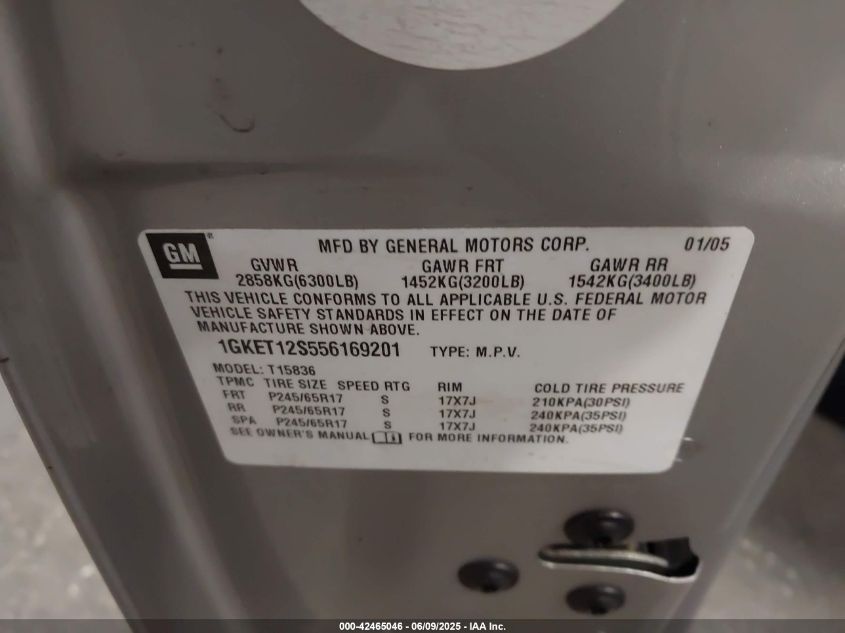 GM®
MFD BY GENERAL MOTORS CORP. 01/05
GVWR GAWR FRT GAWR RR
2858KG(6300LB) 1452KG(3200LB) 1542KG(3400LB)
THIS VEHICLE CONFORMS TO ALL APPLICABLE U.S. FEDERAL MOTOR
VEHICLE SAFETY STANDARDS IN EFFECT ON THE DATE OF
MANUFACTURE SHOWN ABOVE.
1GKET12S556169201 TYPE: M.P.V.
MODEL: T15836
TPMC TIRE SIZE SPEED RTG RIM COLD TIRE PRESSURE
FRT P245/65R17 S 17X7J 210KPA(30PSI)
RR P245/65R17 S 17X7J 240KPA(35PSI)
SPA P245/65R17 S 17X7J 240KPA(35PSI)
SEE OWNER'S MANUAL FOR MORE INFORMATION.
000-42465046 - 06/09/2025 - IAA Inc.